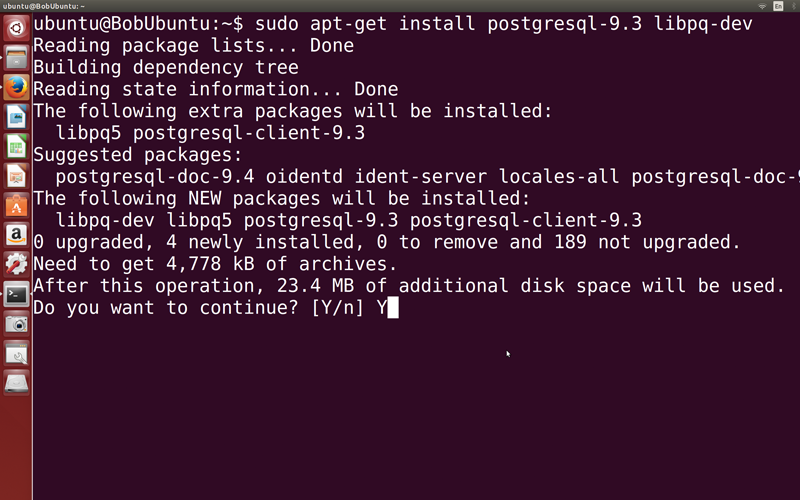 ubuntu@BobUbuntu: ~
En
ubuntu@BobUbuntu:~$ sudo apt-get install postgresql-9.3 libpq-dev
Reading package lists... Done
Building dependency tree
Reading state information... Done
The following extra packages will be installed:
libpq5 postgresql-client-9.3
Suggested packages:
postgresql-doc-9.4 oidentd ident-server locales-all postgresql-doc-9
The following NEW packages will be installed:
libpq-dev libpq5 postgresql-9.3 postgresql-client-9.3
0 upgraded, 4 newly installed, 0 to remove and 189 not upgraded.
Need to get 4,778 kB of archives.
After this operation, 23.4 MB of additional disk space will be used.
Do you want to continue? [Y/n] Y